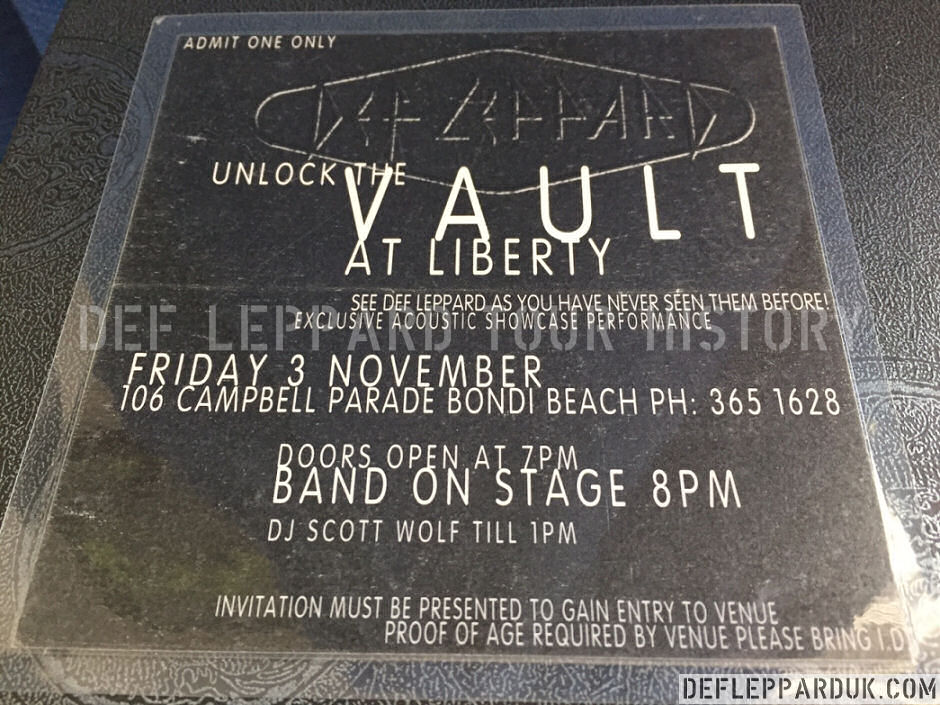 ADMIT ONE ONLY
DEF LEPPARD
UNLOCK THE
VAULT
AT LIBERTY
SEE DEF LEPPARD AS YOU HAVE NEVER SEEN THEM BEFORE!
EXCLUSIVE ACOUSTIC SHOWCASE PERFORMANCE
DEF LEPPARD TOUR HISTORY
FRIDAY 3 NOVEMBER
106 CAMPBELL PARADE BONDI BEACH PH: 365 1628
DOORS OPEN AT 7PM
BAND ON STAGE 8PM
DJ SCOTT WOLF TILL 1PM
INVITATION MUST BE PRESENTED TO GAIN ENTRY TO VENUE
PROOF OF AGE REQUIRED BY VENUE PLEASE BRING I.D
DEFLEPPARDUK.COM